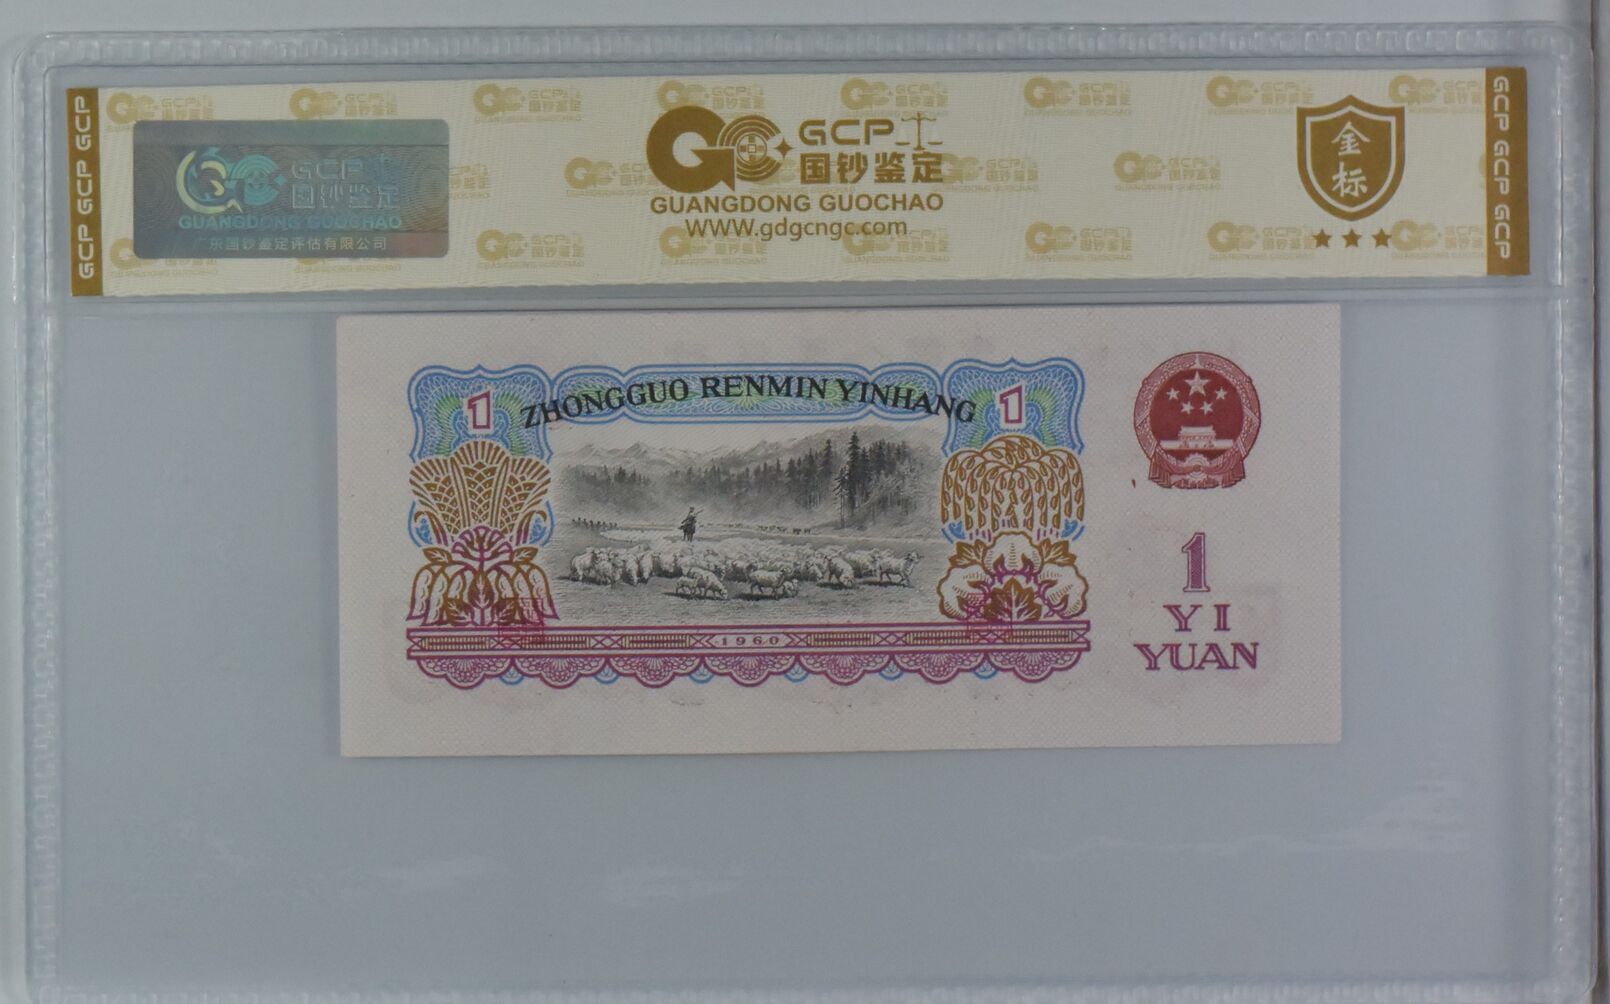 GCP GCP GCP
GCP
国钞鉴定
GUANGDONG GUOCHAO
广东国钞鉴定评估有限公司
GCP
国钞鉴定
GUANGDONG GUOCHAO
WWW.gdgcngc.com
金标
GCP GCP GCP
1
ZHONGGUO RENMIN YINHANG
1
1960
1
YI
YUAN